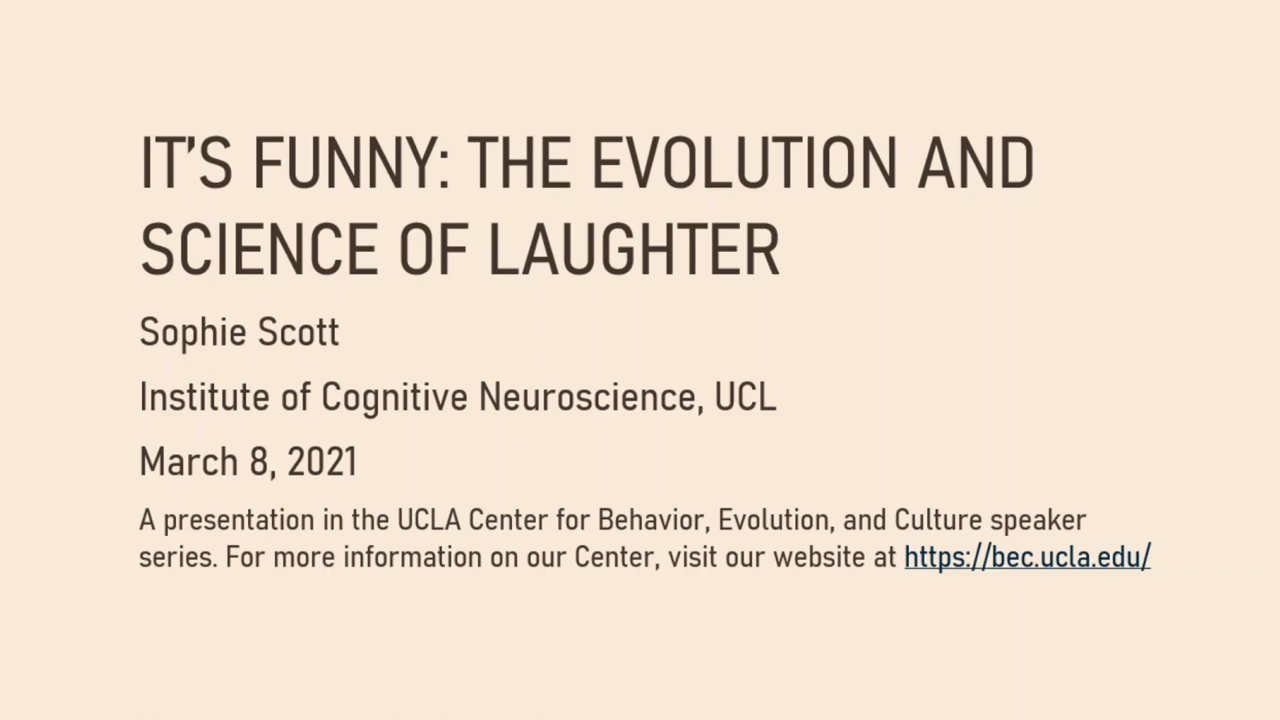 IT'S FUNNY: THE EVOLUTION AND
SCIENCE OF LAUGHTER
Sophie Scott
Institute of Cognitive Neuroscience, UCL
March 8, 2021
A presentation in the UCLA Center for Behavior, Evolution, and Culture speaker
series. For more information on our Center, visit our website at https://bec.ucla.edu/